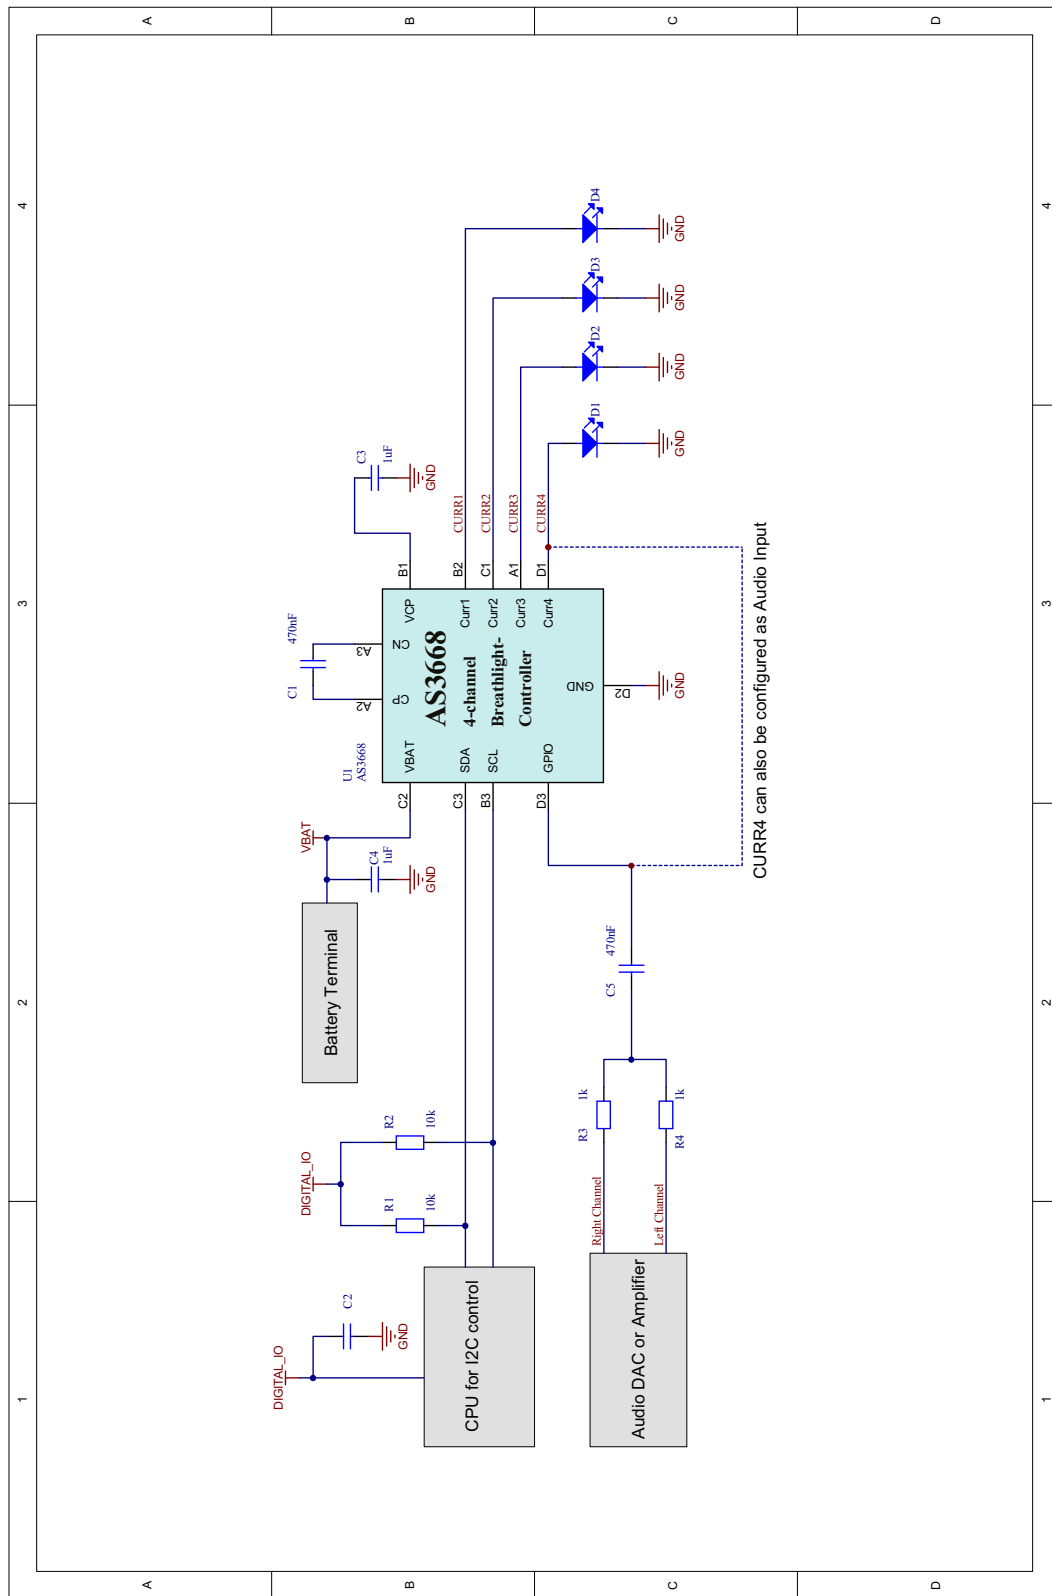 1
2
3
4
A
A
B
B
C
C
D
D
DIGITAL_IO
C2
GND
CPU for I2C control
DIGITAL_IO
R1
10k
R2
10k
Battery Terminal
VBAT
C4
1uF
GND
U1
AS3668
C1
470nF
A2
A3
CP
CN
C2
VBAT
VCP
B1
C3
1uF
GND
AS3668
4-channel
Breathlight-
Controller
C3
SDA
Curr1
B2
CURR1
B3
SCL
Curr2
C1
CURR2
Curr3
A1
CURR3
D3
GPIO
Curr4
D1
CURR4
GND
D2
GND
D1
GND
D2
GND
D3
GND
D4
GND
Audio DAC or Amplifier
Right Channel
R3
1k
Left Channel
R4
1k
C5
470nF
CURR4 can also be configured as Audio Input
1
2
3
4